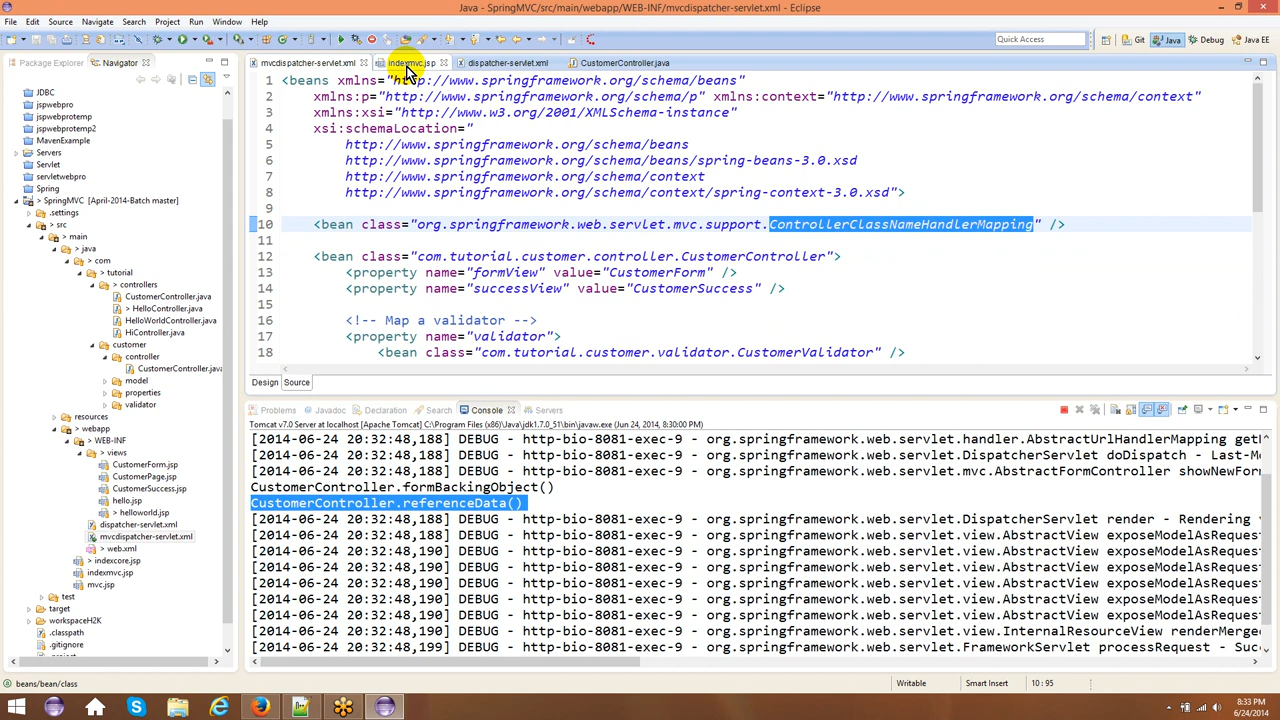 Java - SpringMVC/src/main/webapp/WEB-INF/mvcdispatcher-servlet.xml - Eclipse
File Edit Source Navigate Search Project Run Window Help
Quick Access Java Debug Java EE
Package Explorer Navigator
mvcdispatcher-servlet.xml indexmvc.jsp dispatcher-servlet.xml CustomerController.java
JDBC
jspwebpro
jspwebprotemp
jspwebprotemp2
MavenExample
Servers
Servlet
servletwebpro
Spring
SpringMVC [April-2014-Batch master]
.settings
> src
> main
> java
> com
> tutorial
> controllers
CustomerController.java
> HelloController.java
HelloWorldController.java
HiController.java
customer
controller
CustomerController.java
model
properties
validator
resources
> webapp
> WEB-INF
> views
CustomerForm.jsp
CustomerPage.jsp
CustomerSuccess.jsp
hello.jsp
> helloworld.jsp
dispatcher-servlet.xml
mvcdispatcher-servlet.xml
> web.xml
> indexcore.jsp
indexmvc.jsp
mvc.jsp
> test
target
workspaceH2K
.classpath
.gitignore
.project
1 <beans xmlns="http://www.springframework.org/schema/beans"
2 xmlns:p="http://www.springframework.org/schema/p" xmlns:context="http://www.springframework.org/schema/context"
3 xmlns:xsi="http://www.w3.org/2001/XMLSchema-instance"
4 xsi:schemaLocation="
5 http://www.springframework.org/schema/beans
6 http://www.springframework.org/schema/beans/spring-beans-3.0.xsd
7 http://www.springframework.org/schema/context
8 http://www.springframework.org/schema/context/spring-context-3.0.xsd">
9
10 <bean class="org.springframework.web.servlet.mvc.support.ControllerClassNameHandlerMapping" />
11
12 <bean class="com.tutorial.customer.controller.CustomerController">
13 <property name="formView" value="CustomerForm" />
14 <property name="successView" value="CustomerSuccess" />
15
16 <!-- Map a validator -->
17 <property name="validator">
18 <bean class="com.tutorial.customer.validator.CustomerValidator" />
Design Source
Problems Javadoc Declaration Search Console Servers
Tomcat v7.0 Server at localhost [Apache Tomcat] C:\Program Files\Java\jdk1.7.0_51\bin\javaw.exe (Jun 24, 2014, 8:30:00 PM)
[2014-06-24 20:32:48,188] DEBUG - http-bio-8081-exec-9 - org.springframework.web.servlet.handler.AbstractUrlHandlerMapping getH
[2014-06-24 20:32:48,188] DEBUG - http-bio-8081-exec-9 - org.springframework.web.servlet.DispatcherServlet doDispatch - Last-Mo
[2014-06-24 20:32:48,188] DEBUG - http-bio-8081-exec-9 - org.springframework.web.servlet.mvc.AbstractFormController showNewForm
CustomerController.formBackingObject()
CustomerController.referenceData()
[2014-06-24 20:32:48,188] DEBUG - http-bio-8081-exec-9 - org.springframework.web.servlet.DispatcherServlet render - Rendering v
[2014-06-24 20:32:48,190] DEBUG - http-bio-8081-exec-9 - org.springframework.web.servlet.view.AbstractView exposeModelAsRequest
[2014-06-24 20:32:48,190] DEBUG - http-bio-8081-exec-9 - org.springframework.web.servlet.view.AbstractView exposeModelAsRequest
[2014-06-24 20:32:48,190] DEBUG - http-bio-8081-exec-9 - org.springframework.web.servlet.view.AbstractView exposeModelAsRequest
[2014-06-24 20:32:48,190] DEBUG - http-bio-8081-exec-9 - org.springframework.web.servlet.view.AbstractView exposeModelAsRequest
[2014-06-24 20:32:48,190] DEBUG - http-bio-8081-exec-9 - org.springframework.web.servlet.view.AbstractView exposeModelAsRequest
[2014-06-24 20:32:48,190] DEBUG - http-bio-8081-exec-9 - org.springframework.web.servlet.view.AbstractView exposeModelAsRequest
[2014-06-24 20:32:48,190] DEBUG - http-bio-8081-exec-9 - org.springframework.web.servlet.view.InternalResourceView renderMerged
[2014-06-24 20:32:48,199] DEBUG - http-bio-8081-exec-9 - org.springframework.web.servlet.FrameworkServlet processRequest - Succ
beans/bean/class Writable Smart Insert 10 : 95
8:33 PM
6/24/2014